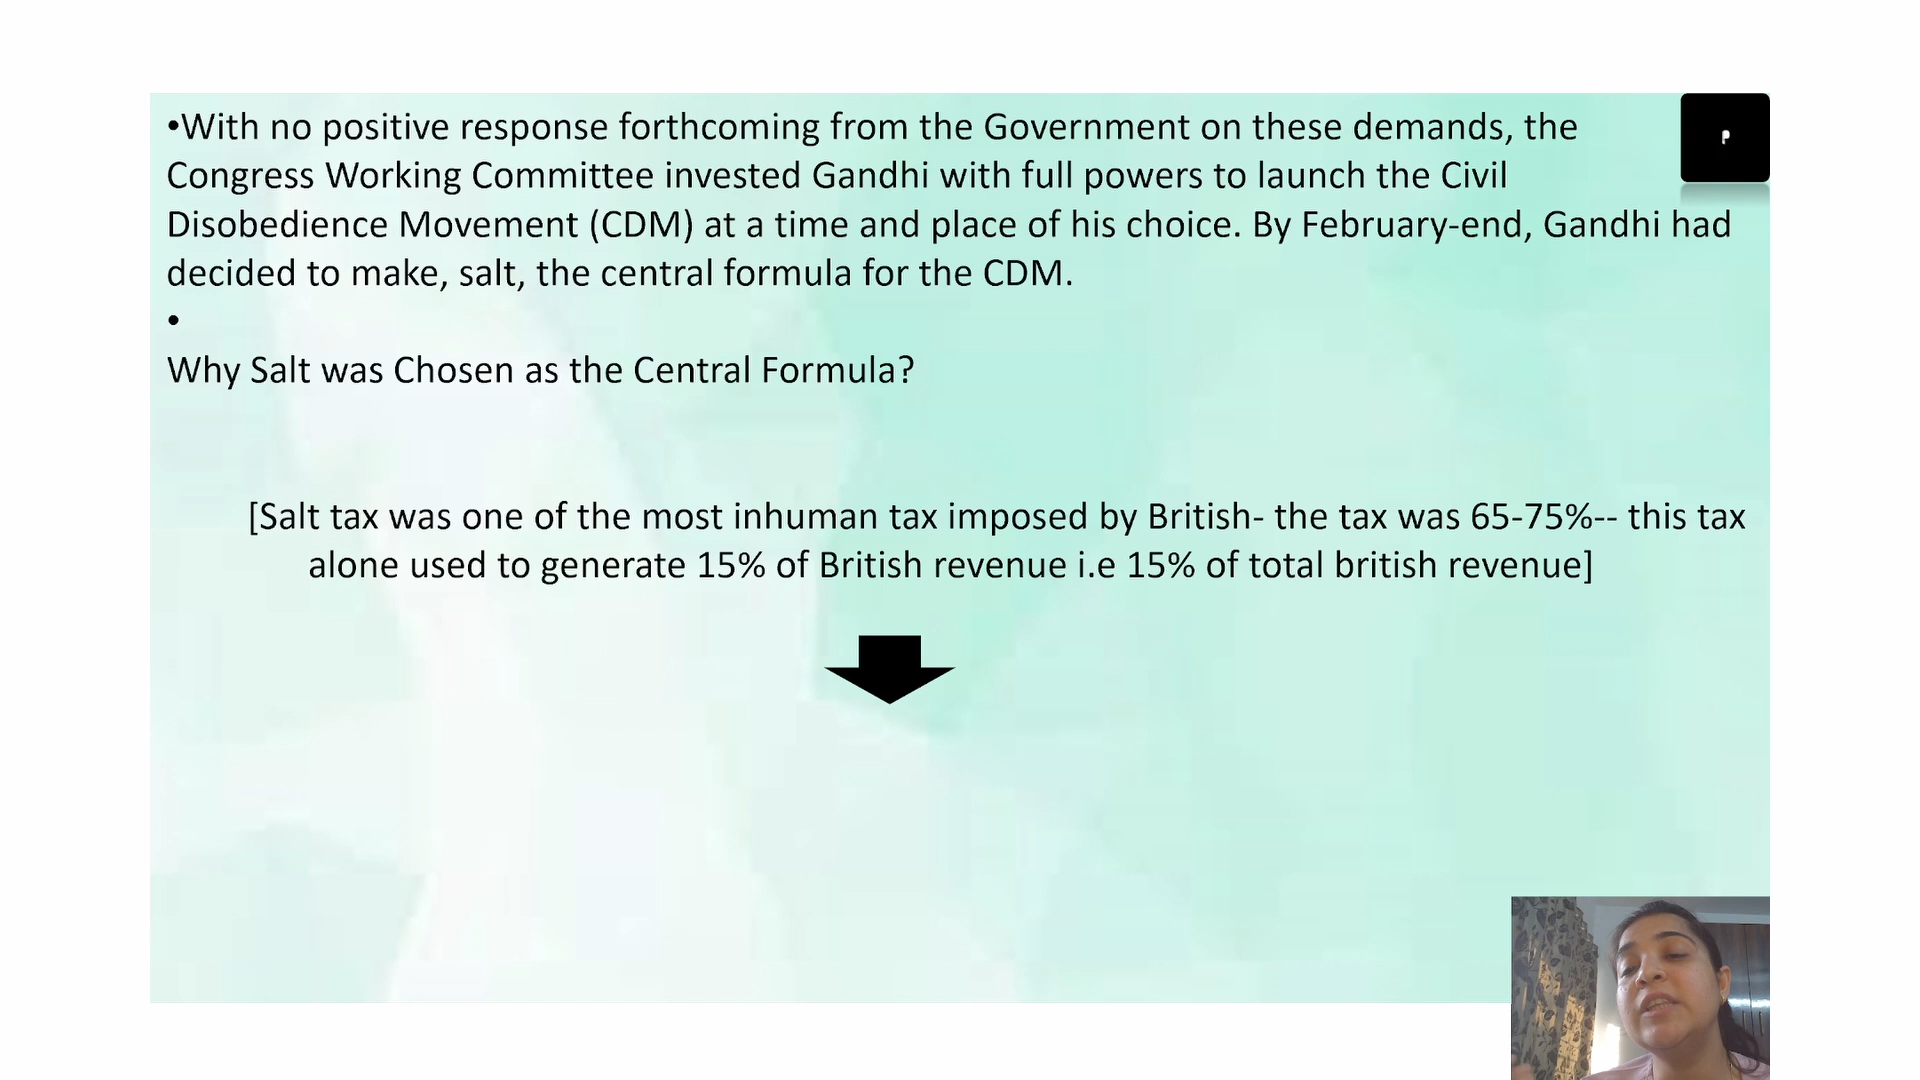 •With no positive response forthcoming from the Government on these demands, the
Congress Working Committee invested Gandhi with full powers to launch the Civil
Disobedience Movement (CDM) at a time and place of his choice. By February-end, Gandhi had
decided to make, salt, the central formula for the CDM.
•
Why Salt was Chosen as the Central Formula?
[Salt tax was one of the most inhuman tax imposed by British- the tax was 65-75%-- this tax
alone used to generate 15% of British revenue i.e 15% of total british revenue]